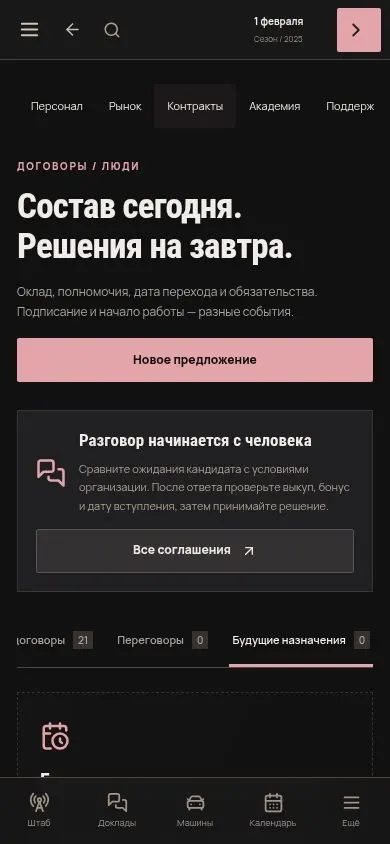 1 февраля
Сезон / 2025
Персонал Рынок Контракты Академия Поддерж
ДОГОВОРЫ / ЛЮДИ
Состав сегодня.
Решения на завтра.
Оклад, полномочия, дата перехода и обязательства.
Подписание и начало работы — разные события.
Новое предложение
Разговор начинается с человека
Сравните ожидания кандидата с условиями
организации. После ответа проверьте выкуп, бонус
и дату вступления, затем принимайте решение.
Все соглашения
договоры 21 Переговоры 0 Будущие назначения 0
Штаб Доклады Машины Календарь Ещё